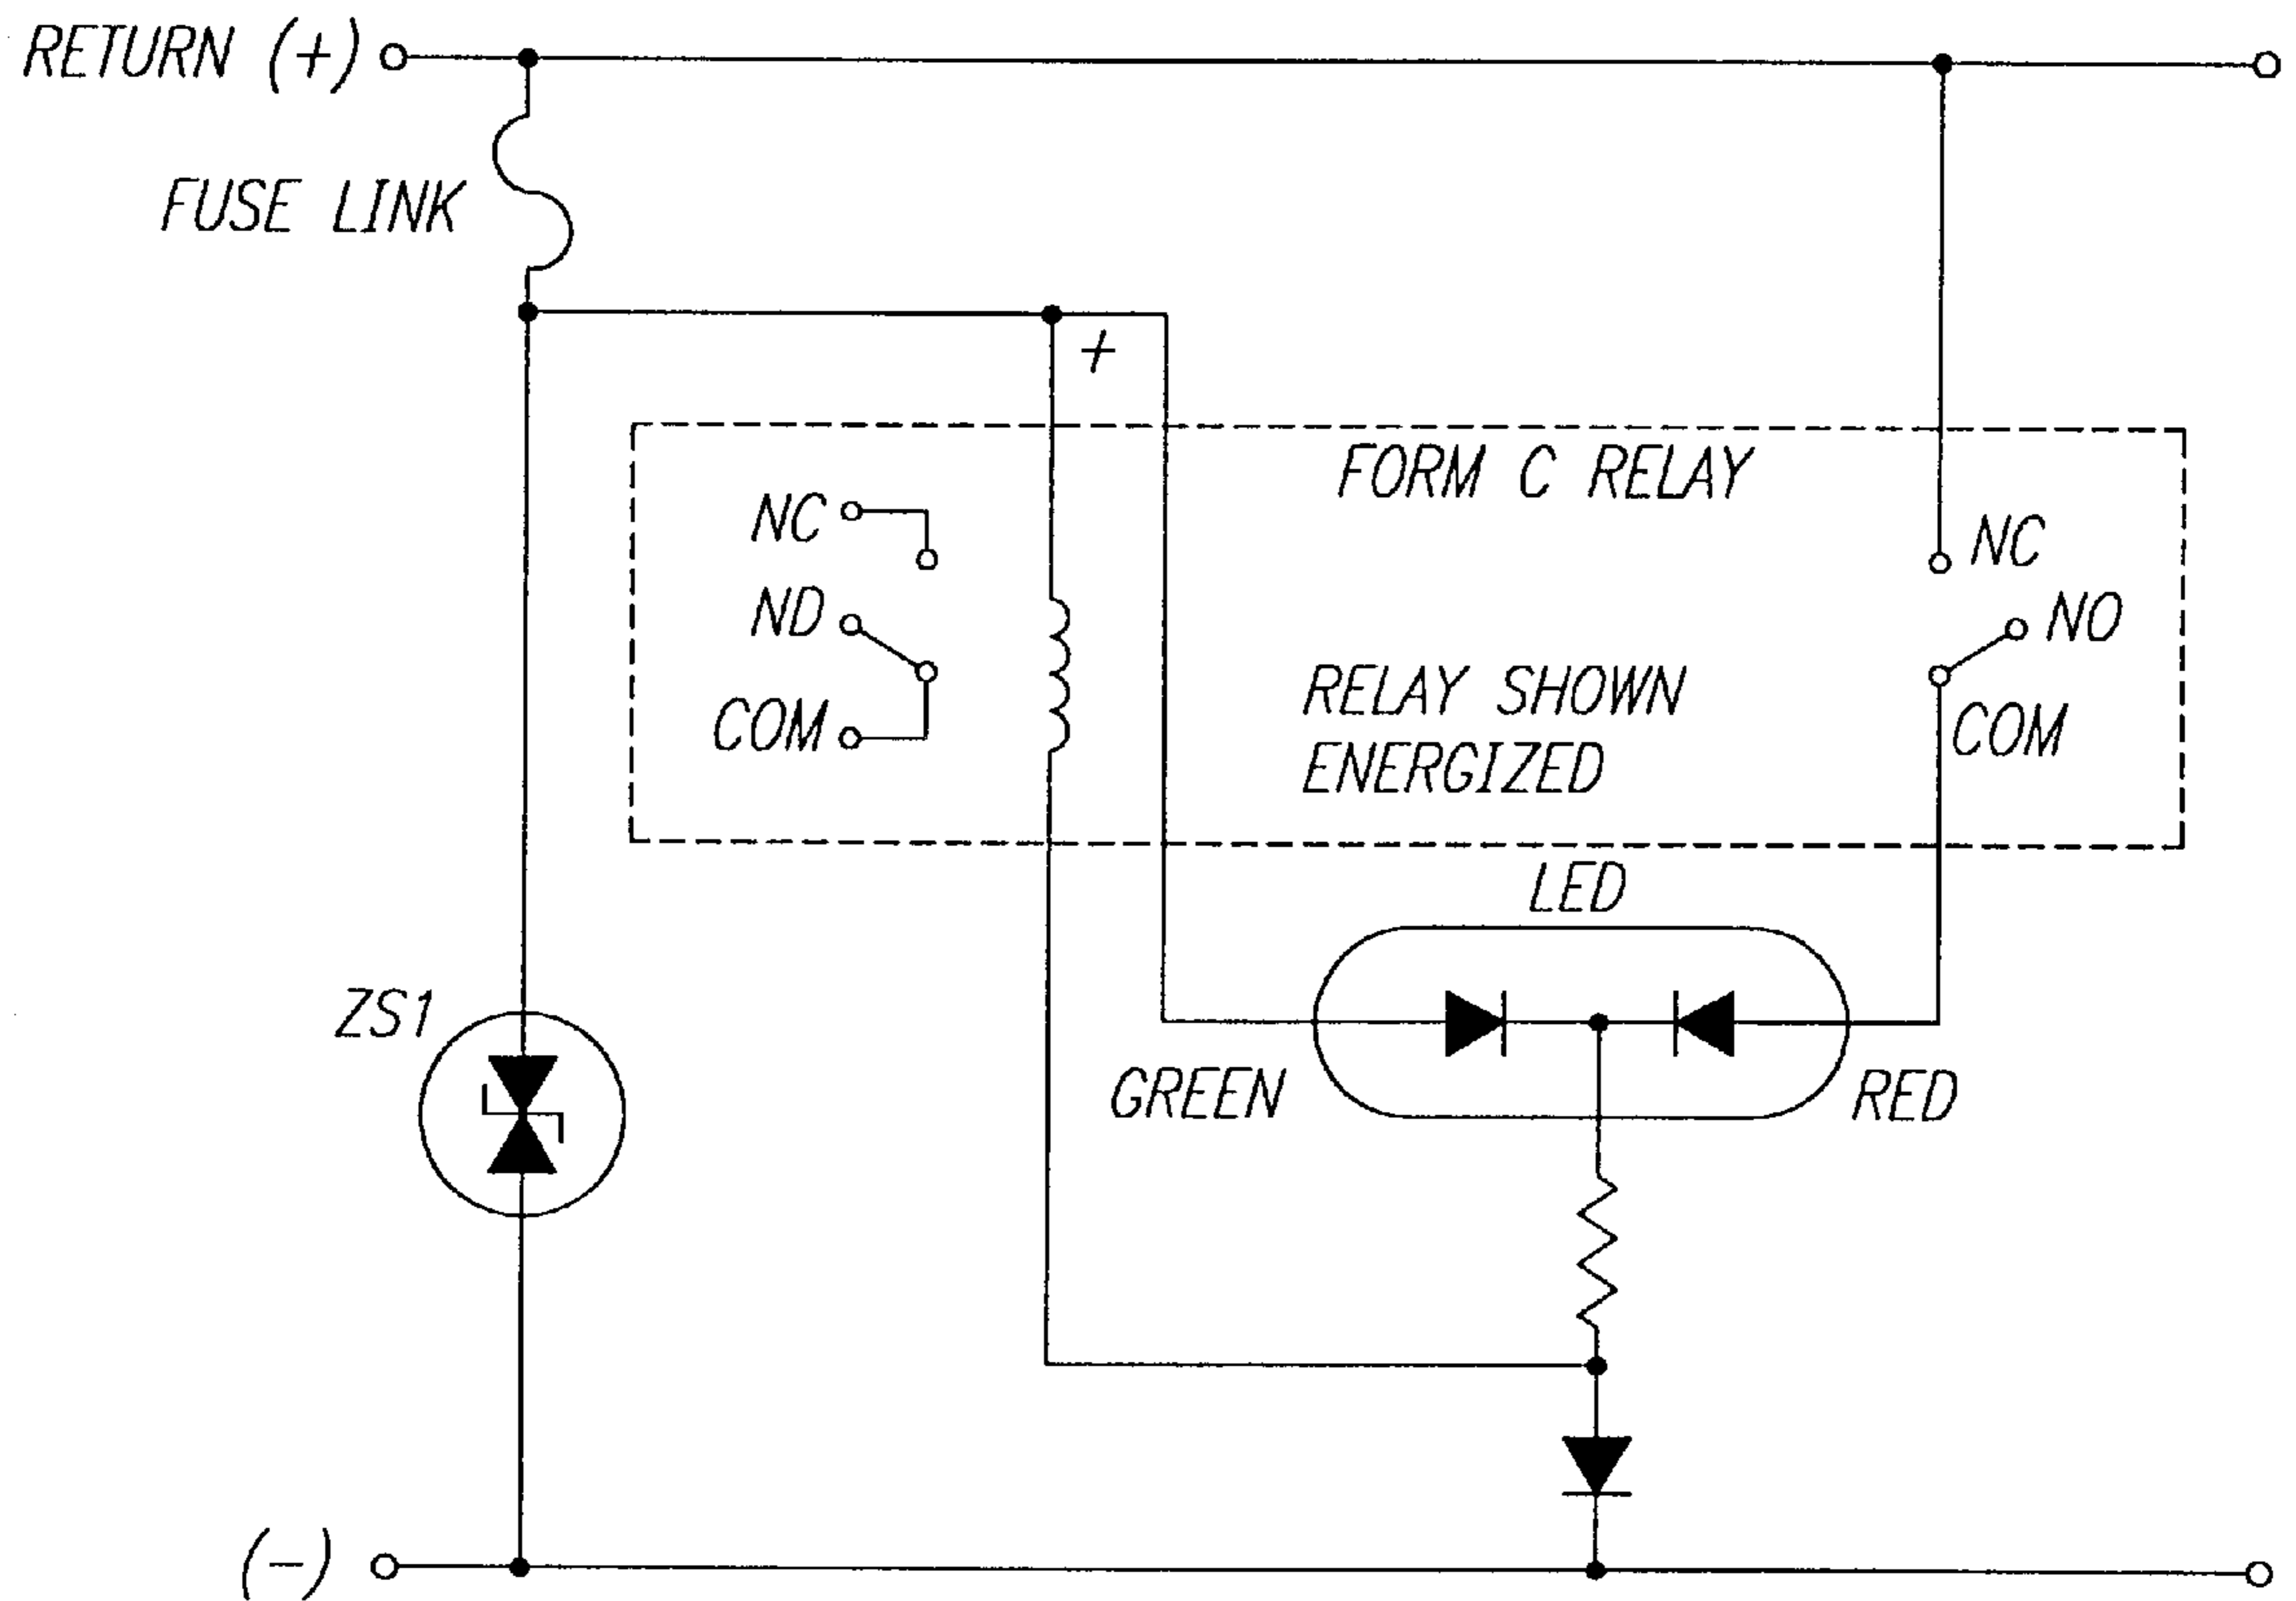 RETURN (+)
FUSE LINK
+
FORM C RELAY
NC
NC
ND
NO
RELAY SHOWN
ENERGIZED
COM
COM
LED
ZS1
GREEN
RED
(-)